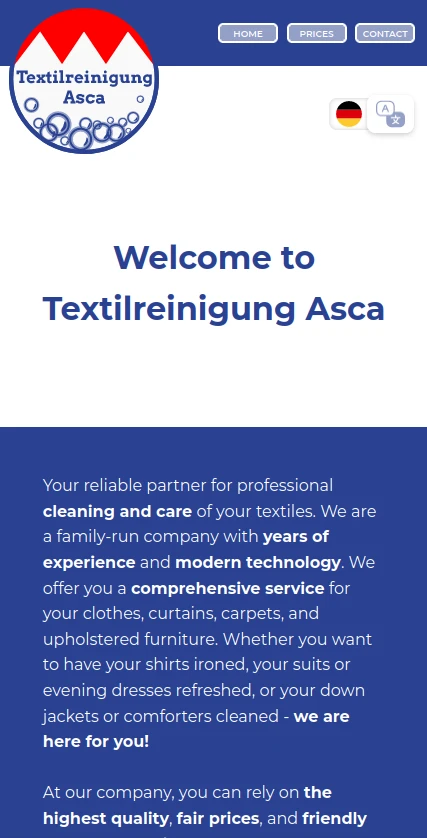 HOME
PRICES
CONTACT
Textilreinigung
Asca
A
文
Welcome to
Textilreinigung Asca
Your reliable partner for professional
cleaning and care of your textiles. We are
a family-run company with years of
experience and modern technology. We
offer you a comprehensive service for
your clothes, curtains, carpets, and
upholstered furniture. Whether you want
to have your shirts ironed, your suits or
evening dresses refreshed, or your down
jackets or comforters cleaned - we are
here for you!
At our company, you can rely on the
highest quality, fair prices, and friendly